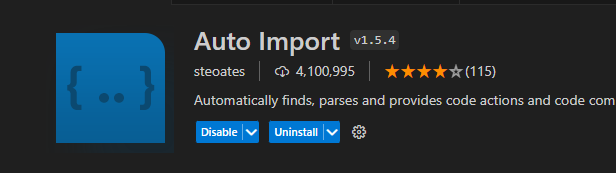 Auto Import v1.5.4
steoates 4,100,995 (115)
Automatically finds, parses and provides code actions and code com
Disable Uninstall